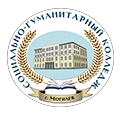 СОЦИАЛЬНО-ГУМАНИТАРНЫЙ КОЛЛЕДЖ
г. МОГИЛЕВ